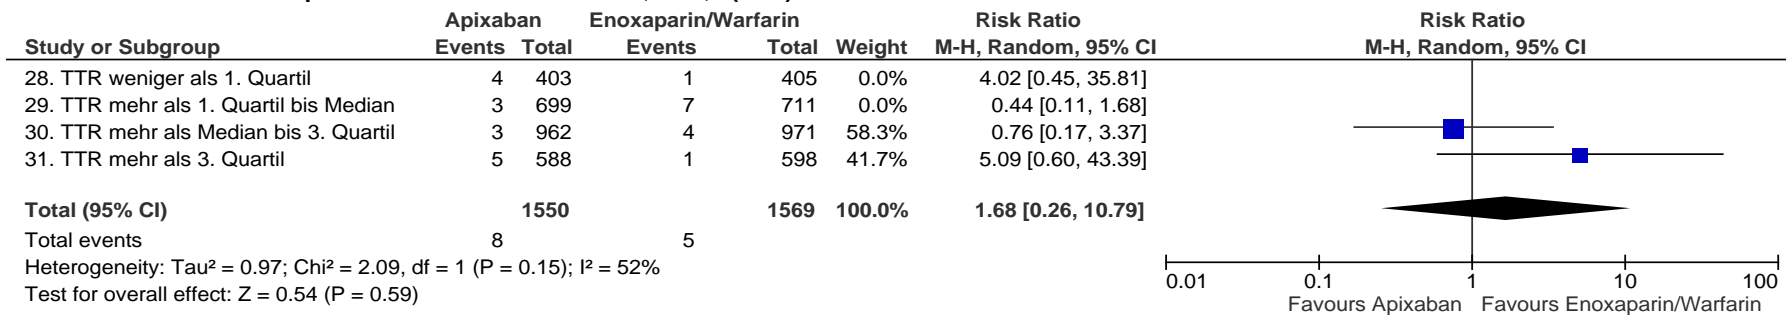 Apixaban Enoxaparin/Warfarin Risk Ratio Risk Ratio
Study or Subgroup Events Total Events Total Weight M-H, Random, 95% CI M-H, Random, 95% CI
28. TTR weniger als 1. Quartil 4 403 1 405 0.0% 4.02 [0.45, 35.81]
29. TTR mehr als 1. Quartil bis Median 3 699 7 711 0.0% 0.44 [0.11, 1.68]
30. TTR mehr als Median bis 3. Quartil 3 962 4 971 58.3% 0.76 [0.17, 3.37]
31. TTR mehr als 3. Quartil 5 588 1 598 41.7% 5.09 [0.60, 43.39]
Total (95% CI) 1550 1569 100.0% 1.68 [0.26, 10.79]
Total events 8 5
Heterogeneity: Tau² = 0.97; Chi² = 2.09, df = 1 (P = 0.15); I² = 52%
Test for overall effect: Z = 0.54 (P = 0.59)
0.01 0.1 1 10 100
Favours Apixaban Favours Enoxaparin/Warfarin